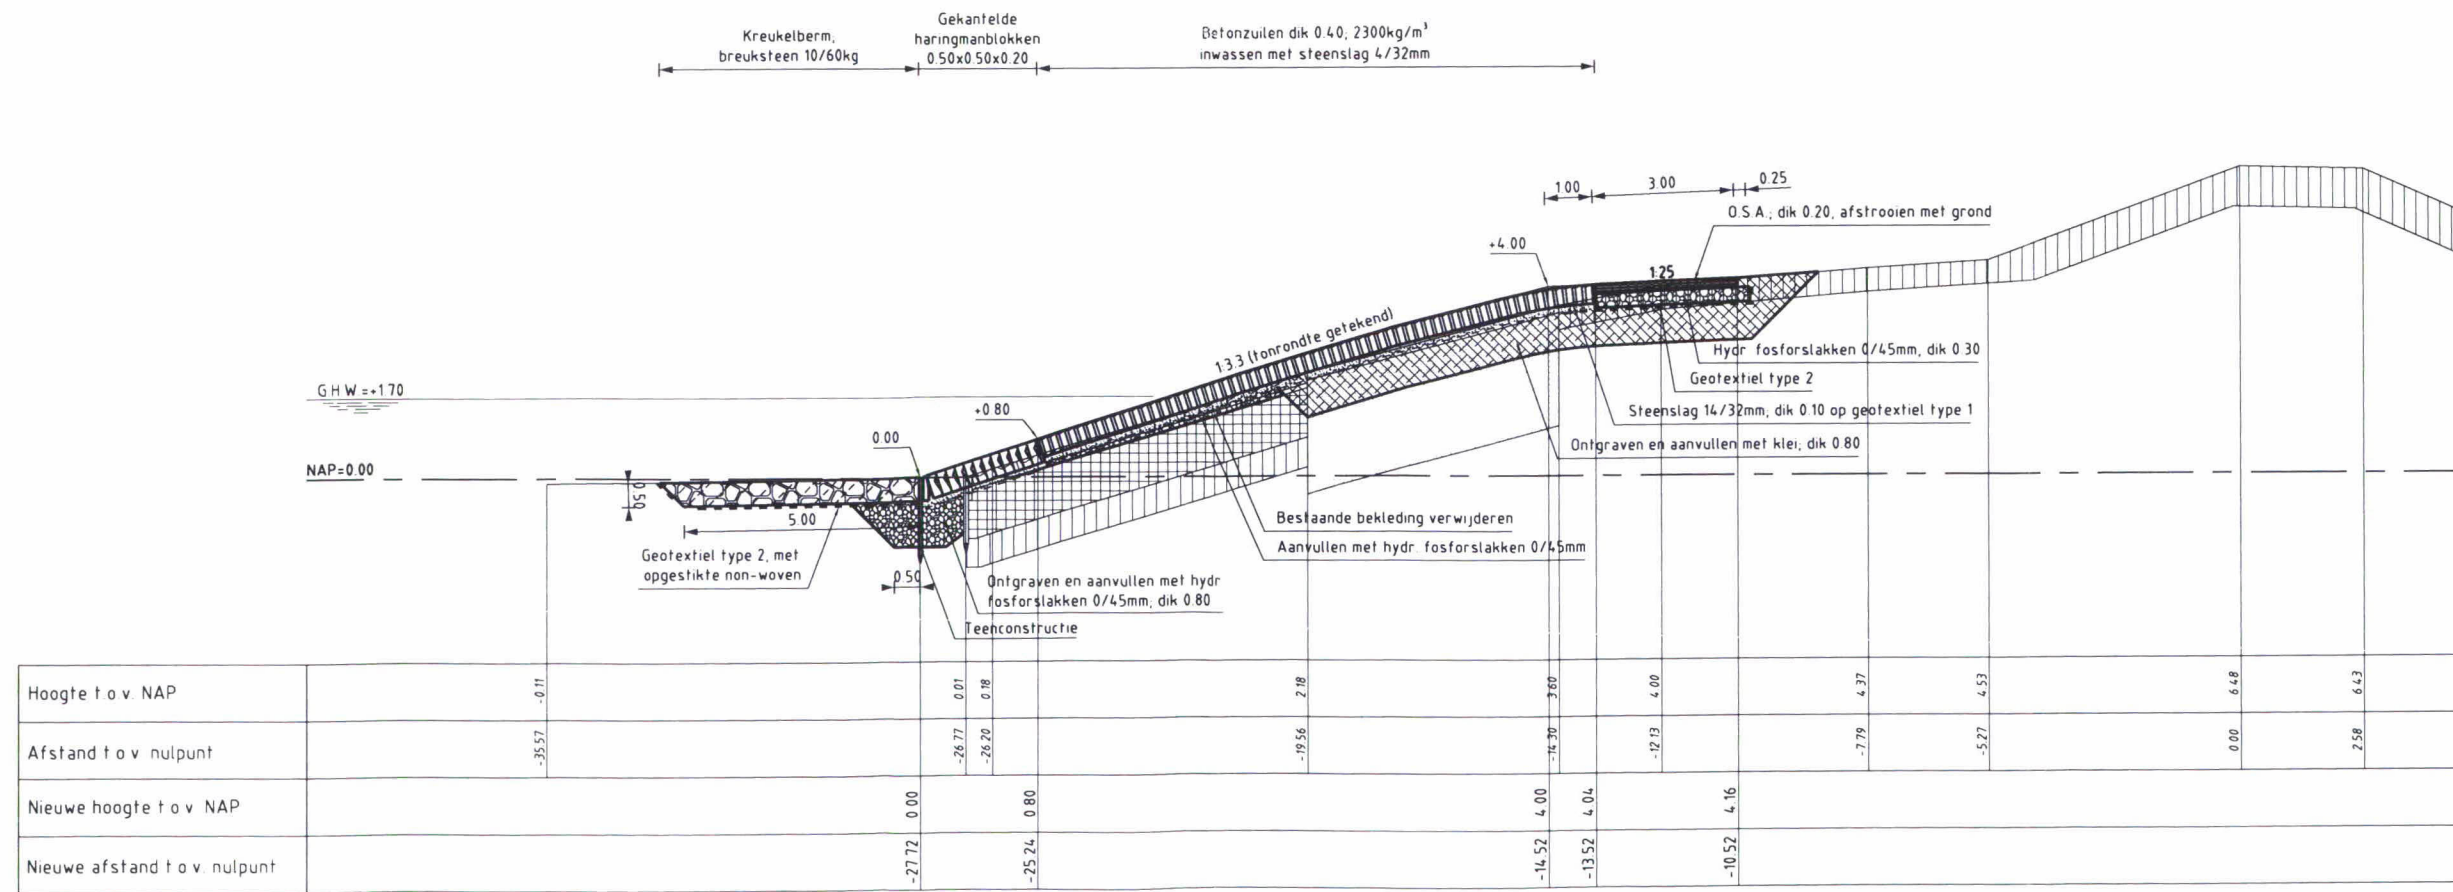 Kreukelberm;
breuksteen 10/60kg
Gekantelde
haringmanblokken
0.50x0.50x0.20
Betonzuilen dik 0.40; 2300kg/m³
inwassen met steenslag 4/32mm
1.00
3.00
0.25
O.S.A.; dik 0.20, afstrooien met grond
+4.00
1:25
1:3.3 (tonrondte getekend)
Hydr. fosforslakken 0/45mm, dik 0.30
Geotextiel type 2
G H W =+1.70
+0.80
Steenslag 14/32mm; dik 0.10 op geotextiel type 1
0.00
Ontgraven en aanvullen met klei; dik 0.80
NAP=0.00
0.50
5.00
Bestaande bekleding verwijderen
Aanvullen met hydr. fosforslakken 0/45mm
Geotextiel type 2, met
opgestikte non-woven
0.50
Ontgraven en aanvullen met hydr
fosforslakken 0/45mm; dik 0.80
Teenconstructie
Hoogte t.o.v. NAP -0.11 0.01 0.18 2.18 3.60 4.00 4.37 4.53 6.48 6.43
Afstand t o v nulpunt -35.57 -26.77 -26.20 -19.56 -14.30 -12.13 -7.79 -5.27 0.00 2.58
Nieuwe hoogte t o v NAP 0.00 0.80 4.00 4.04 4.16
Nieuwe afstand t o v. nulpunt -27.72 -25.24 -14.52 -13.52 -10.52